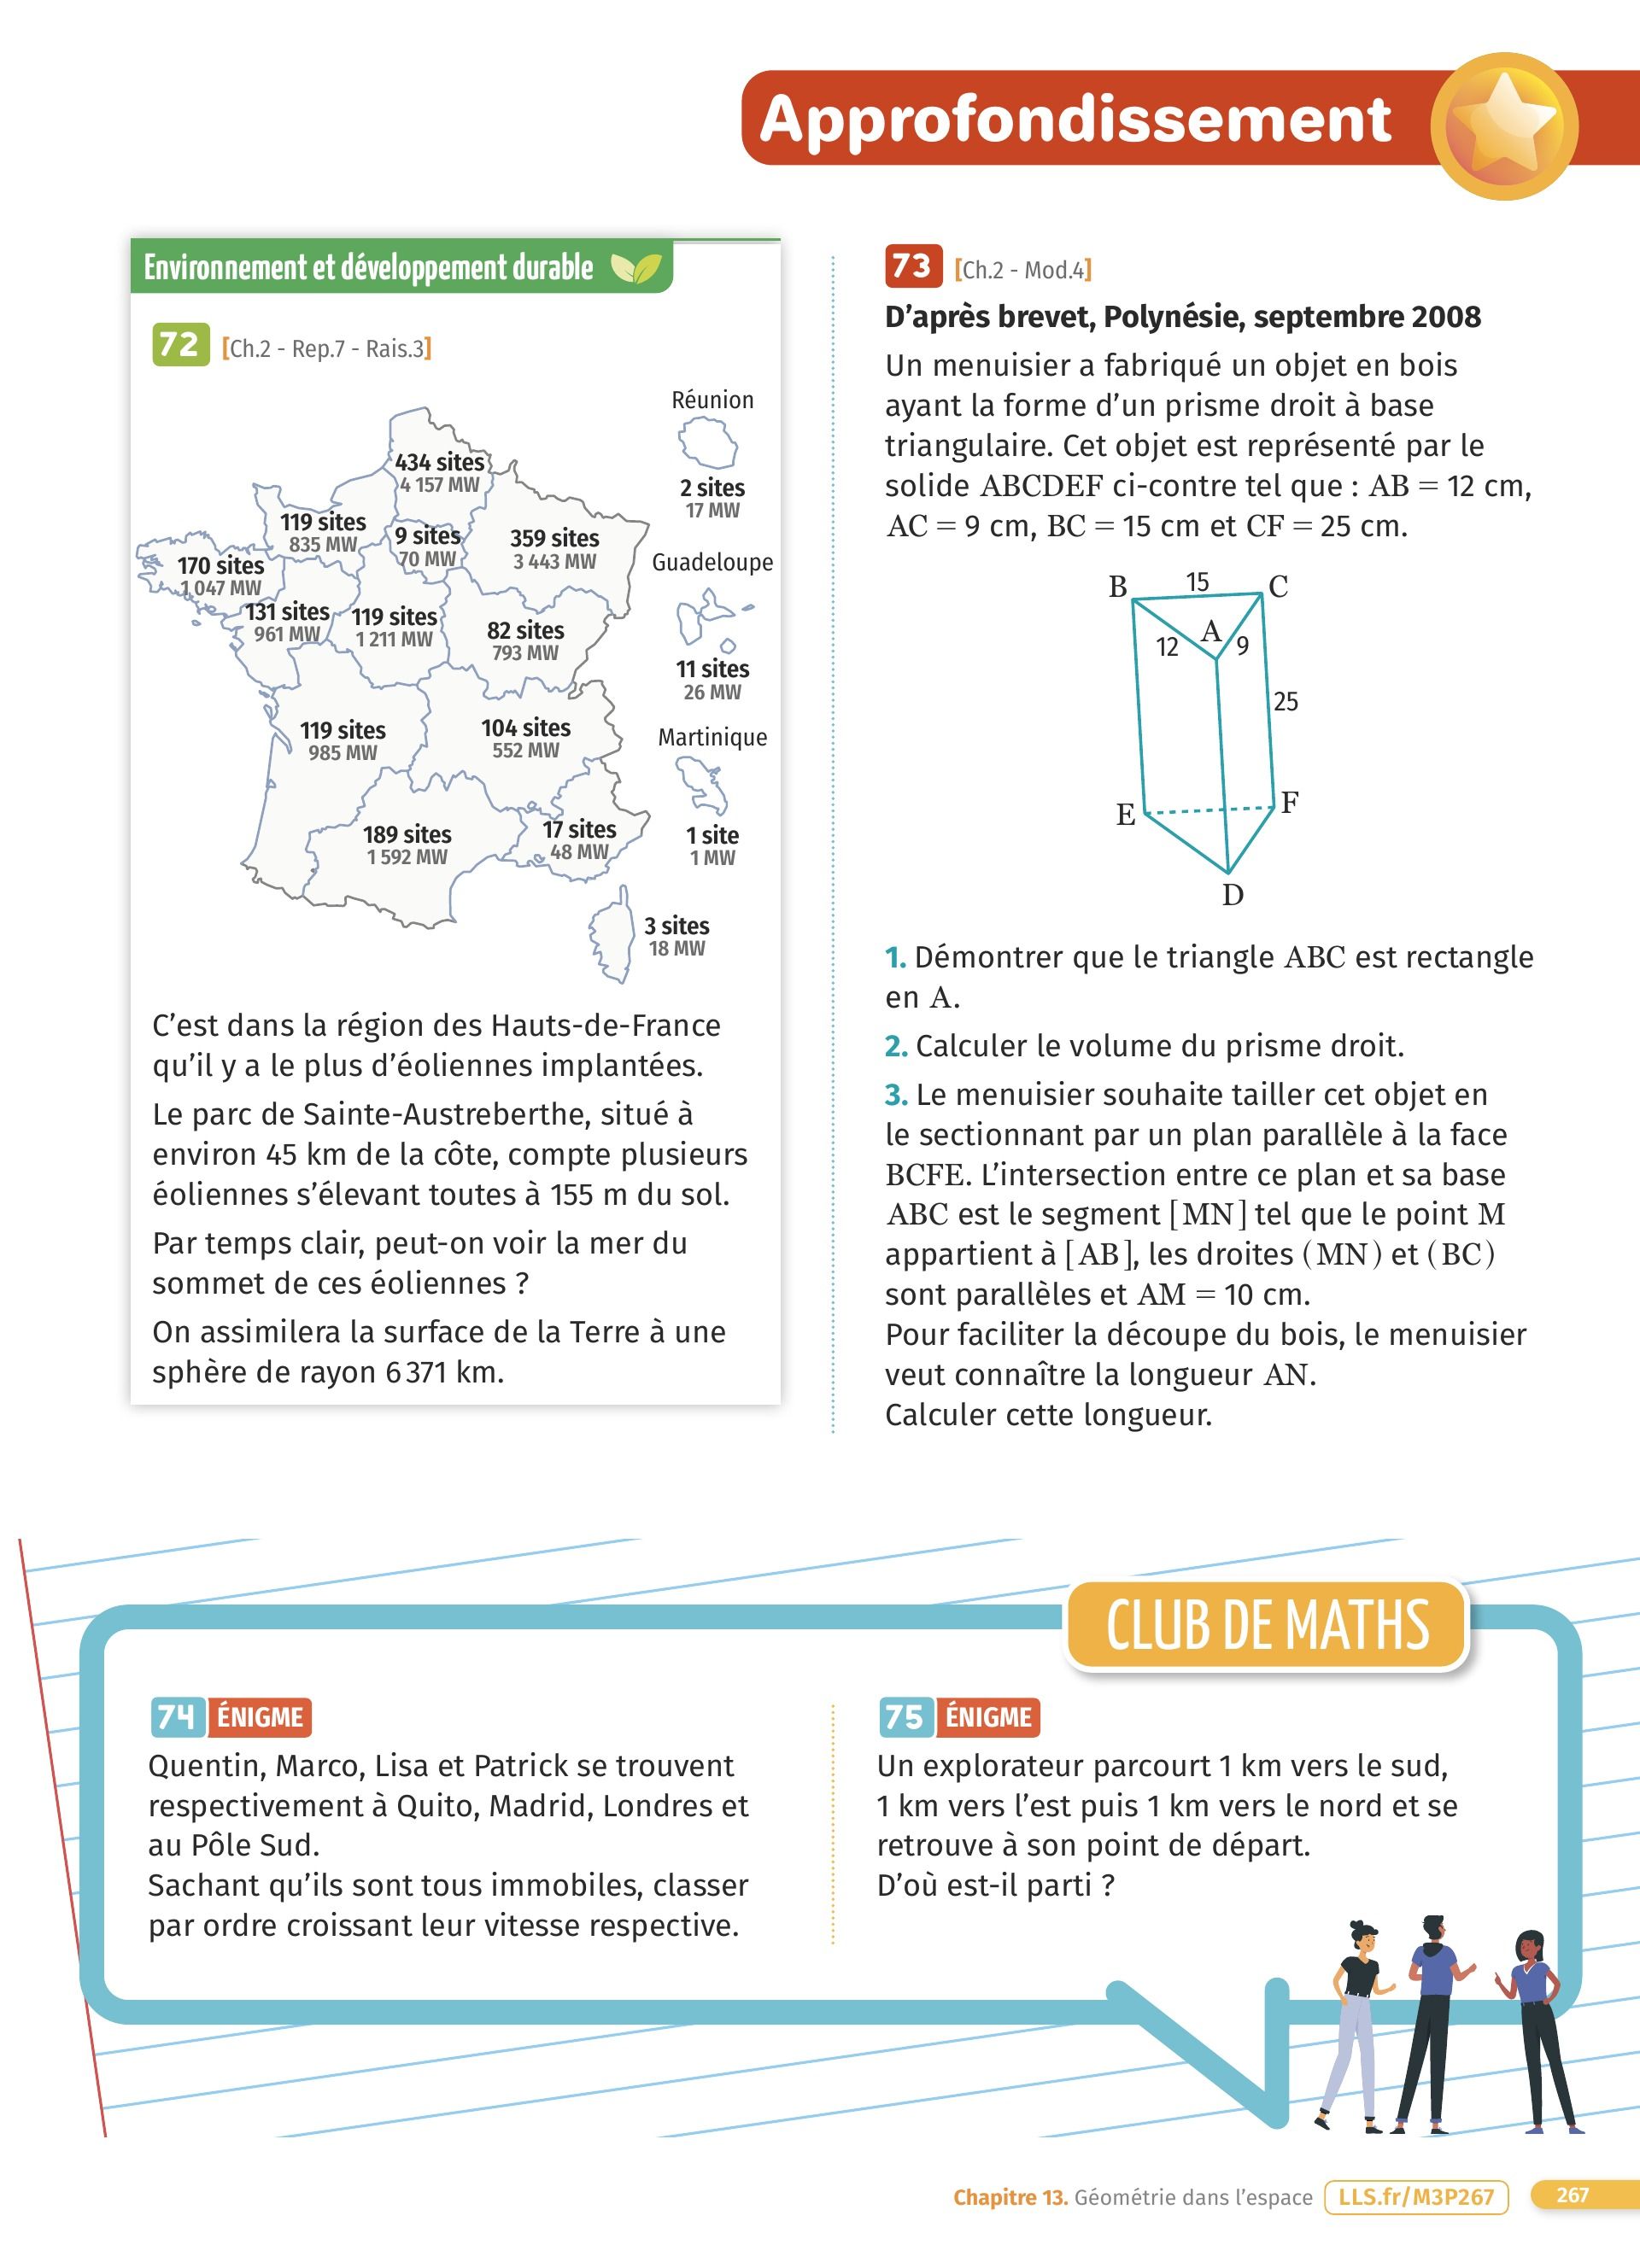 Approfondissement
Environnement et développement durable
72 [Ch.2 - Rep.7 - Rais.3]
Réunion
434 sites
4 157 MW
2 sites
17 MW
119 sites
835 MW
9 sites
70 MW
359 sites
3 443 MW
Guadeloupe
170 sites
1 047 MW
131 sites
961 MW
119 sites
1 211 MW
82 sites
793 MW
11 sites
26 MW
119 sites
985 MW
104 sites
552 MW
Martinique
189 sites
1 592 MW
17 sites
48 MW
1 site
1 MW
3 sites
18 MW
C’est dans la région des Hauts-de-France
qu’il y a le plus d’éoliennes implantées.
Le parc de Sainte-Austreberthe, situé à
environ 45 km de la côte, compte plusieurs
éoliennes s’élevant toutes à 155 m du sol.
Par temps clair, peut-on voir la mer du
sommet de ces éoliennes ?
On assimilera la surface de la Terre à une
sphère de rayon 6 371 km.
73 [Ch.2 - Mod.4]
D’après brevet, Polynésie, septembre 2008
Un menuisier a fabriqué un objet en bois
ayant la forme d’un prisme droit à base
triangulaire. Cet objet est représenté par le
solide ABCDEF ci-contre tel que : AB = 12 cm,
AC = 9 cm, BC = 15 cm et CF = 25 cm.
B 15 C
12 A 9
25
E F
D
1. Démontrer que le triangle ABC est rectangle
en A.
2. Calculer le volume du prisme droit.
3. Le menuisier souhaite tailler cet objet en
le sectionnant par un plan parallèle à la face
BCFE. L’intersection entre ce plan et sa base
ABC est le segment [MN] tel que le point M
appartient à [AB], les droites (MN) et (BC)
sont parallèles et AM = 10 cm.
Pour faciliter la découpe du bois, le menuisier
veut connaître la longueur AN.
Calculer cette longueur.
CLUB DE MATHS
74 ÉNIGME
Quentin, Marco, Lisa et Patrick se trouvent
respectivement à Quito, Madrid, Londres et
au Pôle Sud.
Sachant qu’ils sont tous immobiles, classer
par ordre croissant leur vitesse respective.
75 ÉNIGME
Un explorateur parcourt 1 km vers le sud,
1 km vers l’est puis 1 km vers le nord et se
retrouve à son point de départ.
D’où est-il parti ?
Chapitre 13. Géométrie dans l’espace LLS.fr/M3P267 267